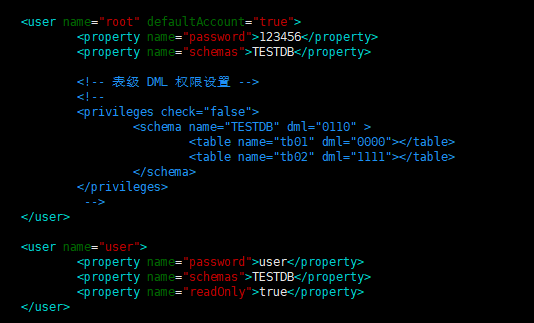 <user name="root" defaultAccount="true">
<property name="password">123456</property>
<property name="schemas">TESTDB</property>
<!-- 表级 DML 权限设置 -->
<!--
<privileges check="false">
<schema name="TESTDB" dml="0110" >
<table name="tb01" dml="0000"></table>
<table name="tb02" dml="1111"></table>
</schema>
</privileges>
-->
</user>
<user name="user">
<property name="password">user</property>
<property name="schemas">TESTDB</property>
<property name="readOnly">true</property>
</user>